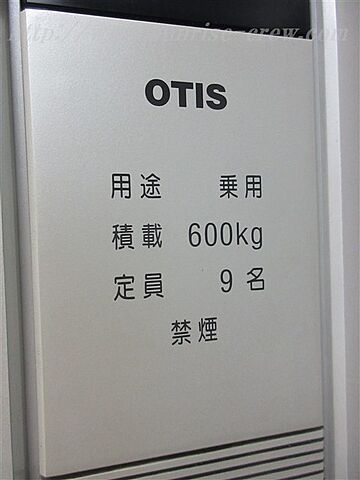 OTIS
用途 乗用
積載 600kg
定員 9名
禁煙